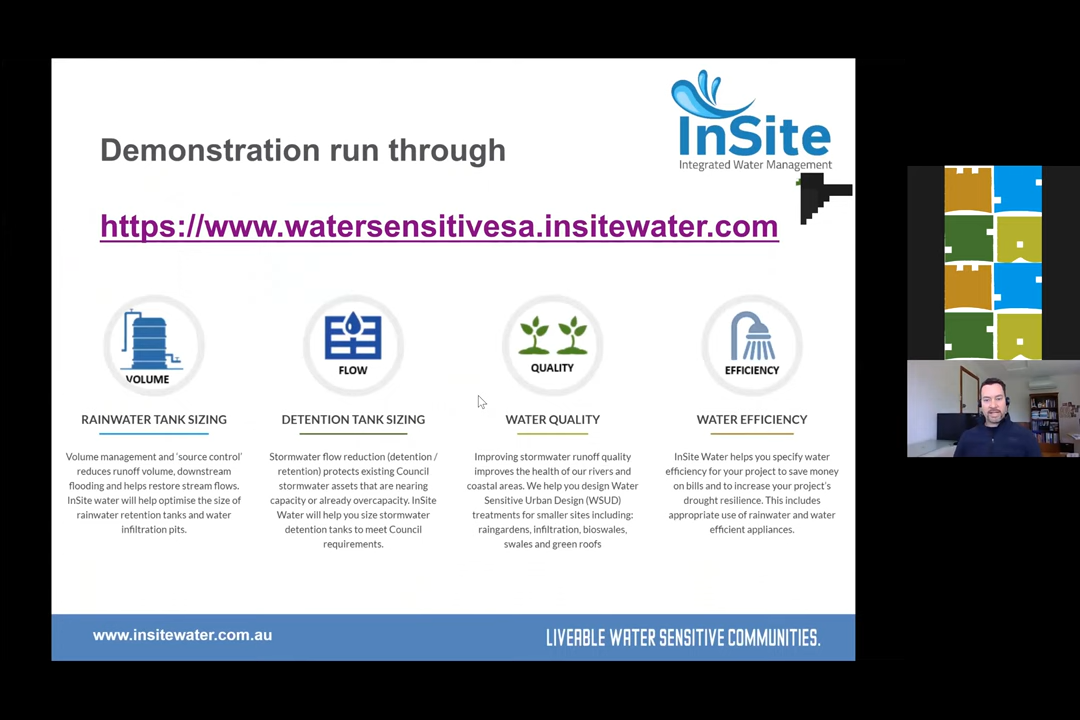 InSite
Integrated Water Management
Demonstration run through
https://www.watersensitivesa.insitewater.com
VOLUME
RAINWATER TANK SIZING
Volume management and 'source control'
reduces runoff volume, downstream
flooding and helps restore stream flows.
InSite water will help optimise the size of
rainwater retention tanks and water
infiltration pits.
FLOW
DETENTION TANK SIZING
Stormwater flow reduction (detention /
retention) protects existing Council
stormwater assets that are nearing
capacity or already overcapacity. InSite
Water will help you size stormwater
detention tanks to meet Council
requirements.
QUALITY
WATER QUALITY
Improving stormwater runoff quality
improves the health of our rivers and
coastal areas. We help you design Water
Sensitive Urban Design (WSUD)
treatments for smaller sites including:
raingardens, infiltration, bioswales,
swales and green roofs
EFFICIENCY
WATER EFFICIENCY
InSite Water helps you specify water
efficiency for your project to save money
on bills and to increase your project's
drought resilience. This includes
appropriate use of rainwater and water
efficient appliances.
www.insitewater.com.au
LIVEABLE WATER SENSITIVE COMMUNITIES.